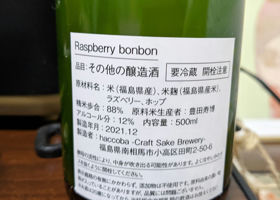 Raspberry bonbon
品目:その他の醸造酒
要冷蔵 開栓注意
原材料名:米(福島県産)、米麹(福島県産米)、
ラズベリー、ホップ
精米歩合:88% 原料米生産者:豊田寿博
アルコール分:12% 内容量:500ml
製造年月:2021.12
製造者:haccoba -Craft Sake Brewery-
福島県南相馬市小高区田町2-50-6